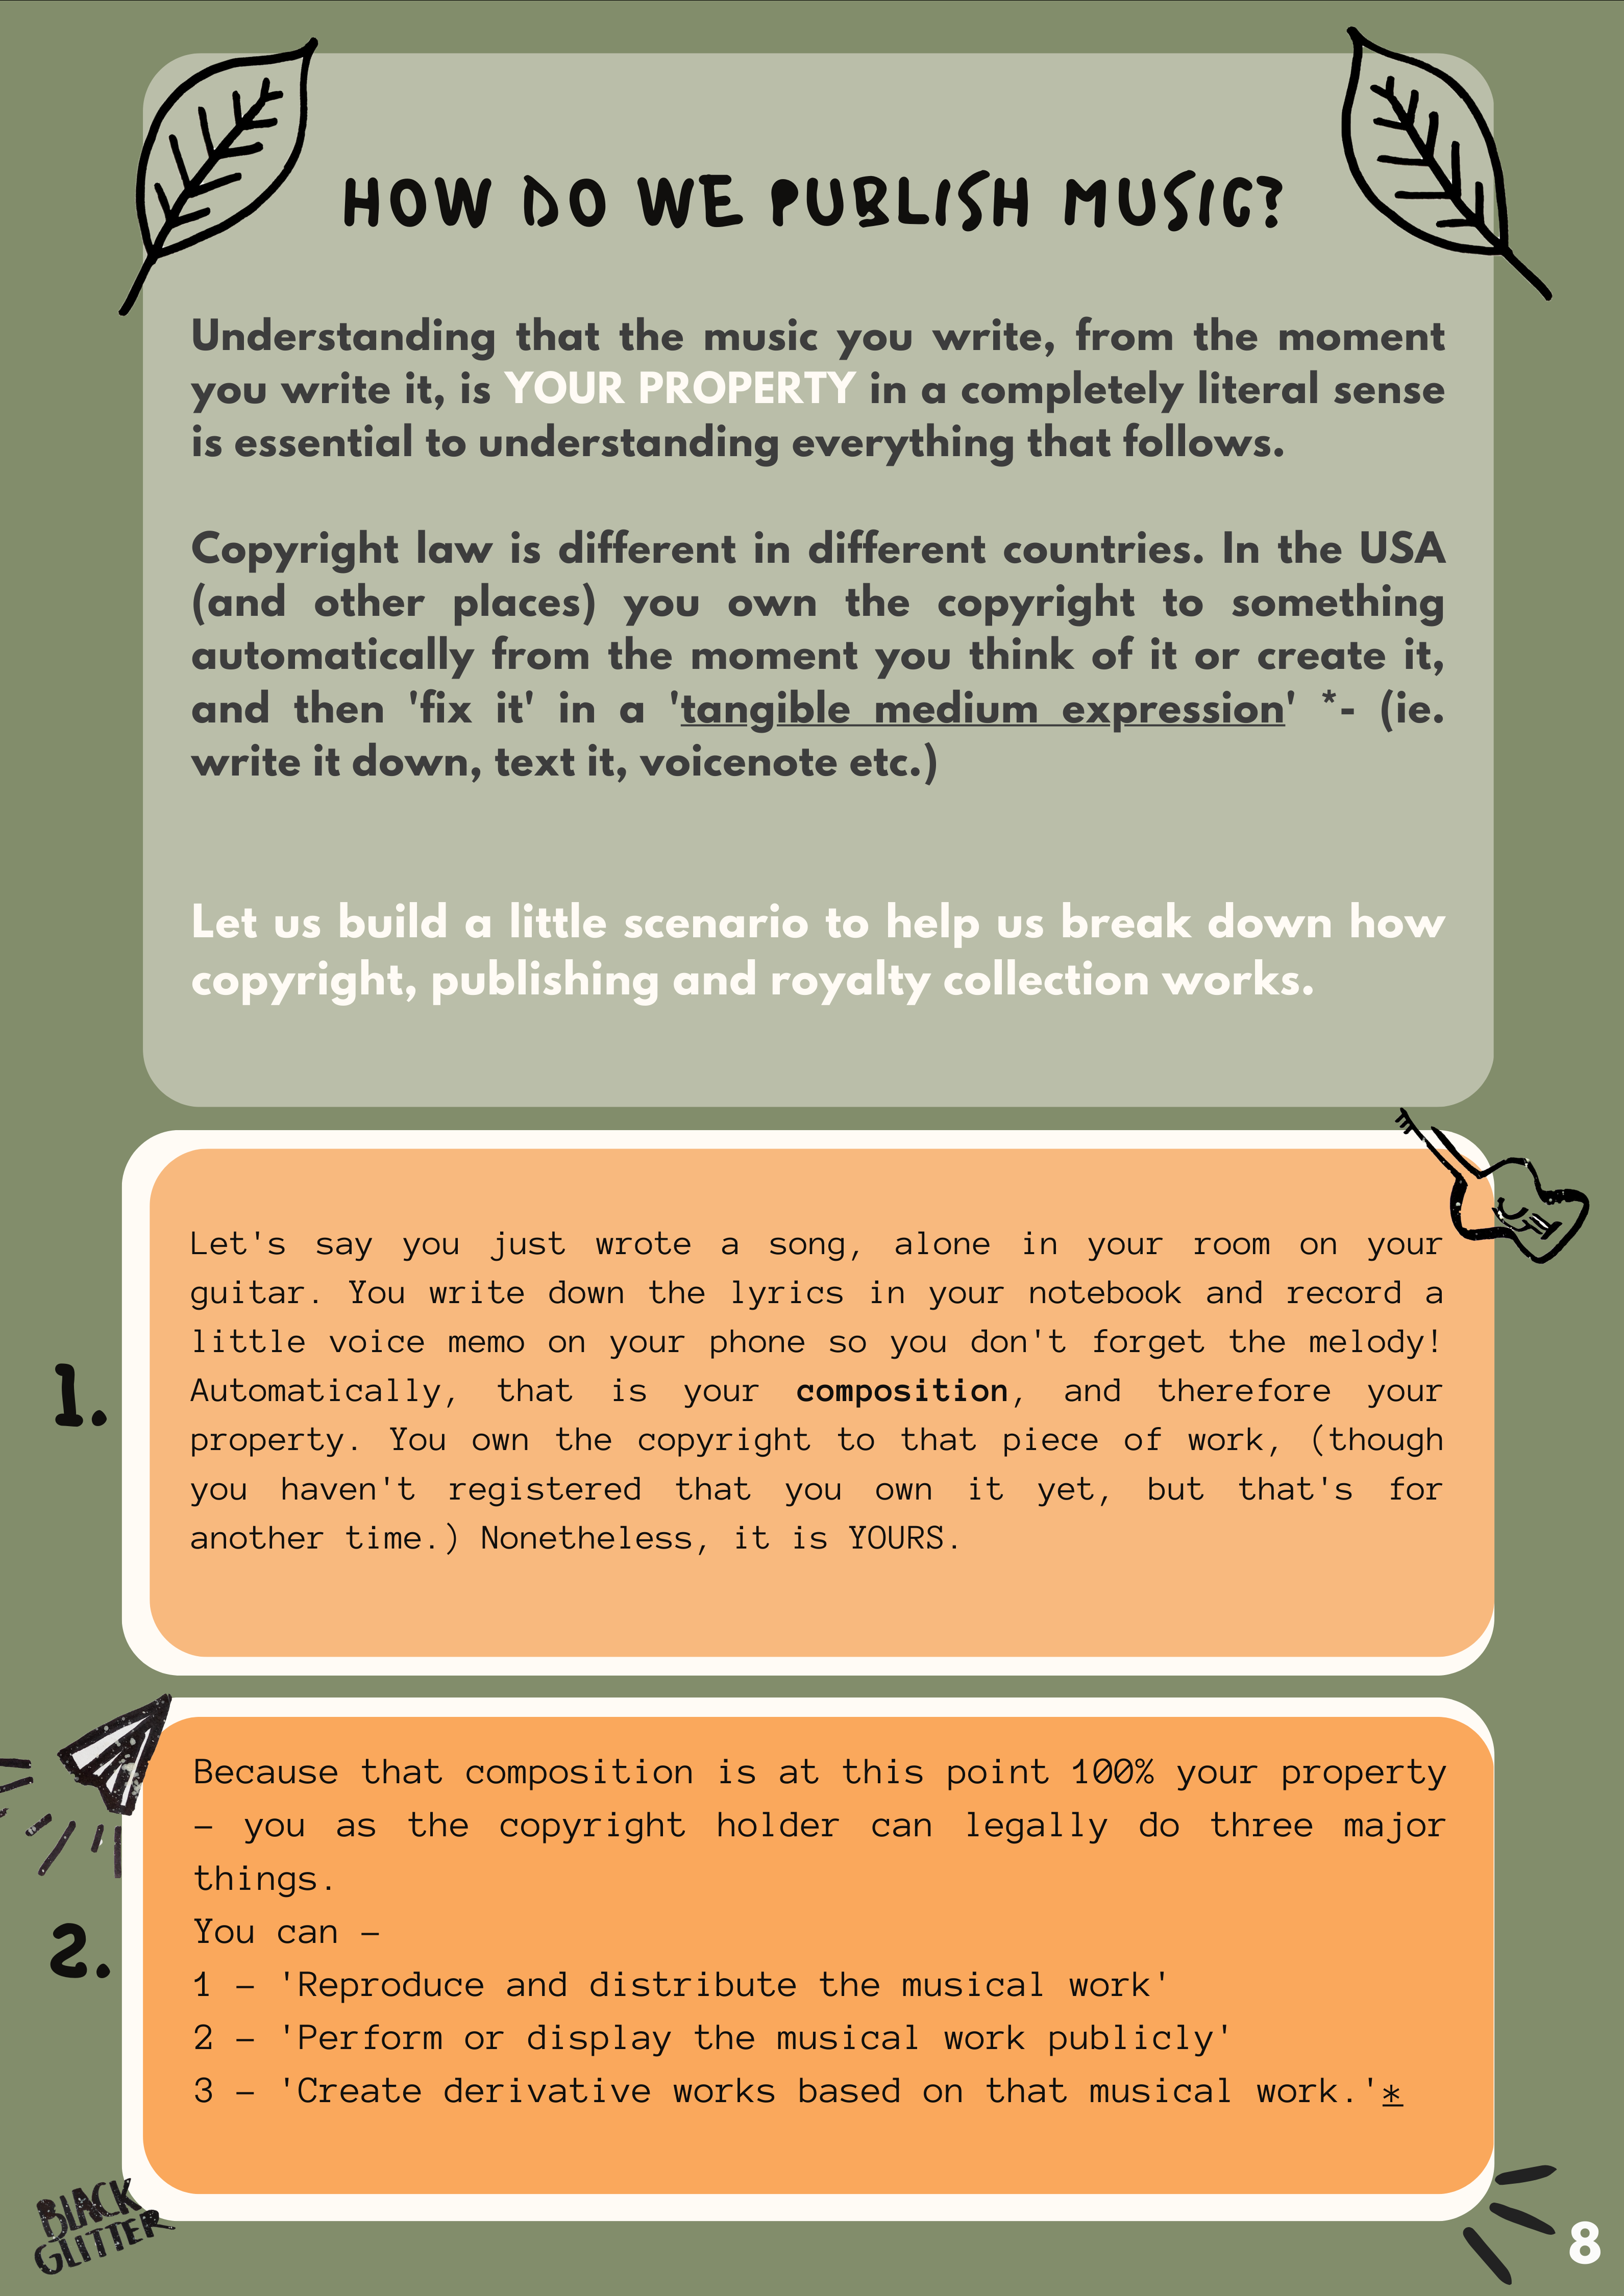 HOW DO WE PUBLISH MUSIC?
Understanding that the music you write, from the moment
you write it, is YOUR PROPERTY in a completely literal sense
is essential to understanding everything that follows.
Copyright law is different in different countries. In the USA
(and other places) you own the copyright to something
automatically from the moment you think of it or create it,
and then 'fix it' in a 'tangible medium expression' *- (ie.
write it down, text it, voicenote etc.)
Let us build a little scenario to help us break down how
copyright, publishing and royalty collection works.
1.
Let's say you just wrote a song, alone in your room on your
guitar. You write down the lyrics in your notebook and record a
little voice memo on your phone so you don't forget the melody!
Automatically, that is your composition, and therefore your
property. You own the copyright to that piece of work, (though
you haven't registered that you own it yet, but that's for
another time.) Nonetheless, it is YOURS.
2.
Because that composition is at this point 100% your property
– you as the copyright holder can legally do three major
things.
You can –
1 – 'Reproduce and distribute the musical work'
2 – 'Perform or display the musical work publicly'
3 – 'Create derivative works based on that musical work.'*
BLACK
GLITTER
8